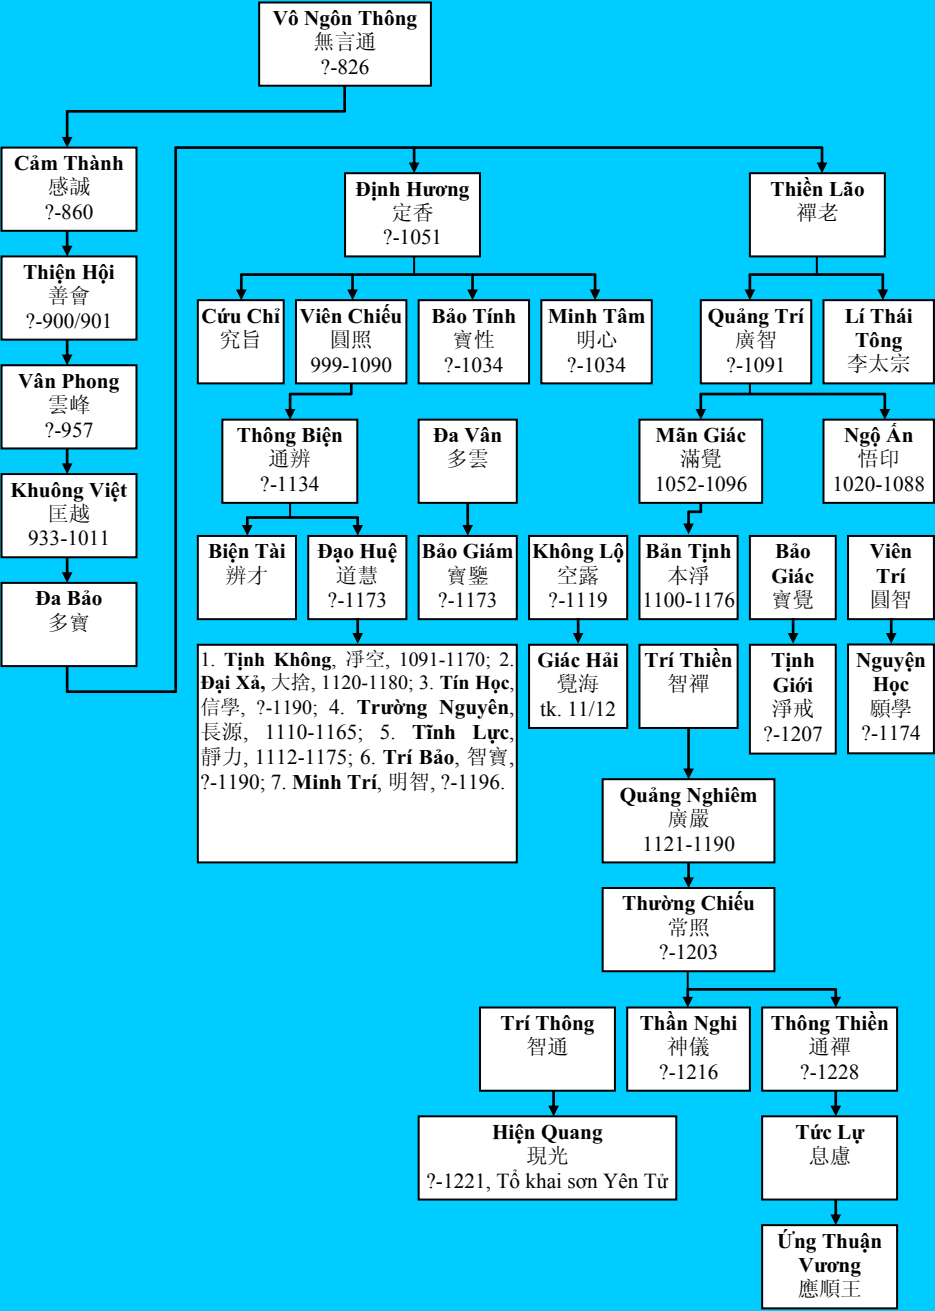 Vô Ngôn Thông
無言通
?-826
Cảm Thành
感誠
?-860
Thiện Hội
善會
?-900/901
Vân Phong
雲峰
?-957
Khuông Việt
匡越
933-1011
Đa Bảo
多寶
Định Hương
定香
?-1051
Thiền Lão
禪老
Cứu Chỉ
究旨
Viên Chiếu
圓照
999-1090
Bảo Tính
寶性
?-1034
Minh Tâm
明心
?-1034
Quảng Trí
廣智
?-1091
Lí Thái
Tông
李太宗
Thông Biện
通辨
?-1134
Đa Vân
多雲
Mãn Giác
滿覺
1052-1096
Ngộ Ấn
悟印
1020-1088
Biện Tài
辨才
Đạo Huệ
道慧
?-1173
Bảo Giám
寶鑒
?-1173
Không Lộ
空露
?-1119
Bản Tịnh
本淨
1100-1176
Bảo
Giác
寶覺
Viên
Trí
圓智
1. Tịnh Không, 凈空, 1091-1170; 2.
Đại Xả, 大捨, 1120-1180; 3. Tín Học,
信學, ?-1190; 4. Trường Nguyên,
長源, 1110-1165; 5. Tĩnh Lực,
靜力, 1112-1175; 6. Trí Bảo, 智寶,
?-1190; 7. Minh Trí, 明智, ?-1196.
Giác Hải
覺海
tk. 11/12
Trí Thiền
智禪
Tịnh
Giới
淨戒
?-1207
Nguyện
Học
願學
?-1174
Quảng Nghiêm
廣嚴
1121-1190
Thường Chiếu
常照
?-1203
Trí Thông
智通
Thần Nghi
神儀
?-1216
Thông Thiền
通禪
?-1228
Hiện Quang
現光
?-1221, Tổ khai sơn Yên Tử
Tức Lự
息慮
Ứng Thuận
Vương
應順王